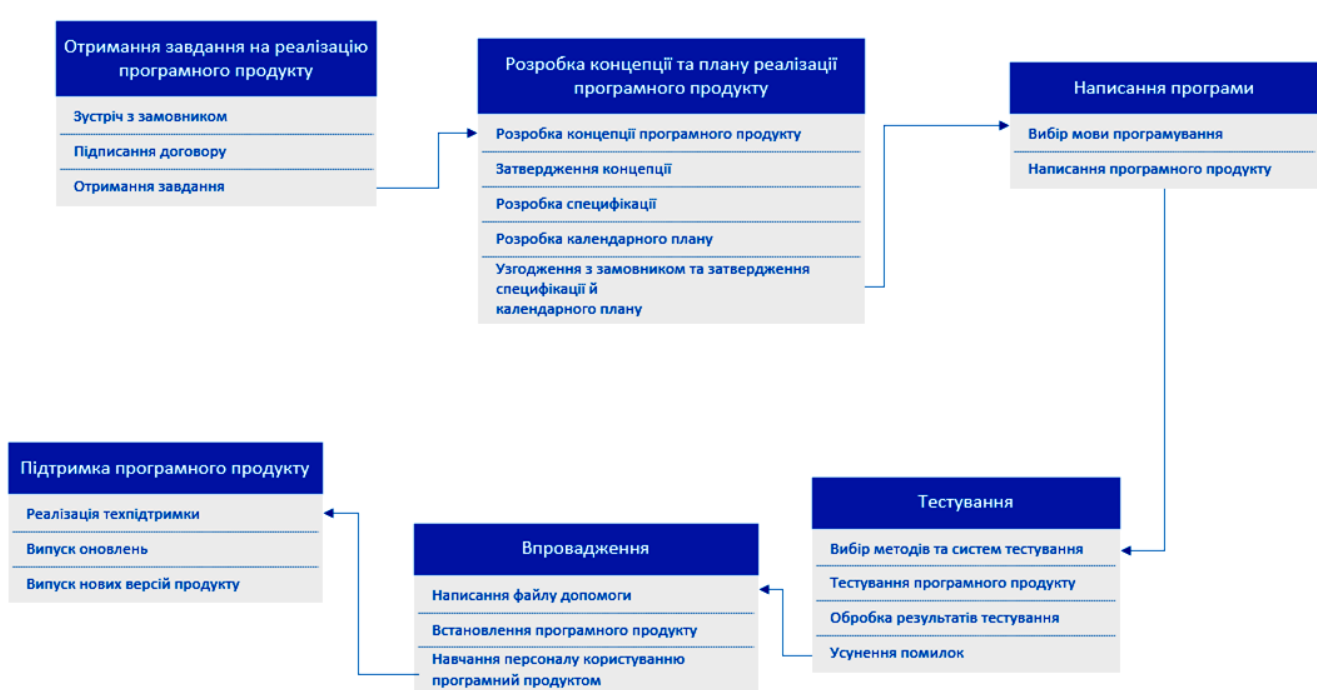 Отримання завдання на реалізацію
програмного продукту
Зустріч з замовником
Підписання договору
Отримання завдання
Розробка концепції та плану реалізації
програмного продукту
Розробка концепції програмного продукту
Затвердження концепції
Розробка специфікації
Розробка календарного плану
Узгодження з замовником та затвердження
специфікації й
календарного плану
Написання програми
Вибір мови програмування
Написання програмного продукту
Тестування
Вибір методів та систем тестування
Тестування програмного продукту
Обробка результатів тестування
Усунення помилок
Впровадження
Написання файлу допомоги
Встановлення програмного продукту
Навчання персоналу користуванню
програмний продуктом
Підтримка програмного продукту
Реалізація техпідтримки
Випуск оновлень
Випуск нових версій продукту